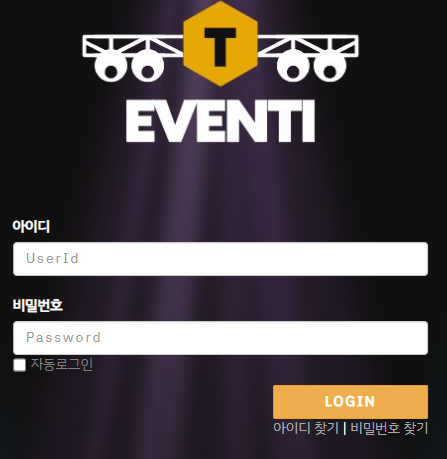 T
EVENTI
아이디
UserId
비밀번호
Password
자동로그인
LOGIN
아이디 찾기 | 비밀번호 찾기